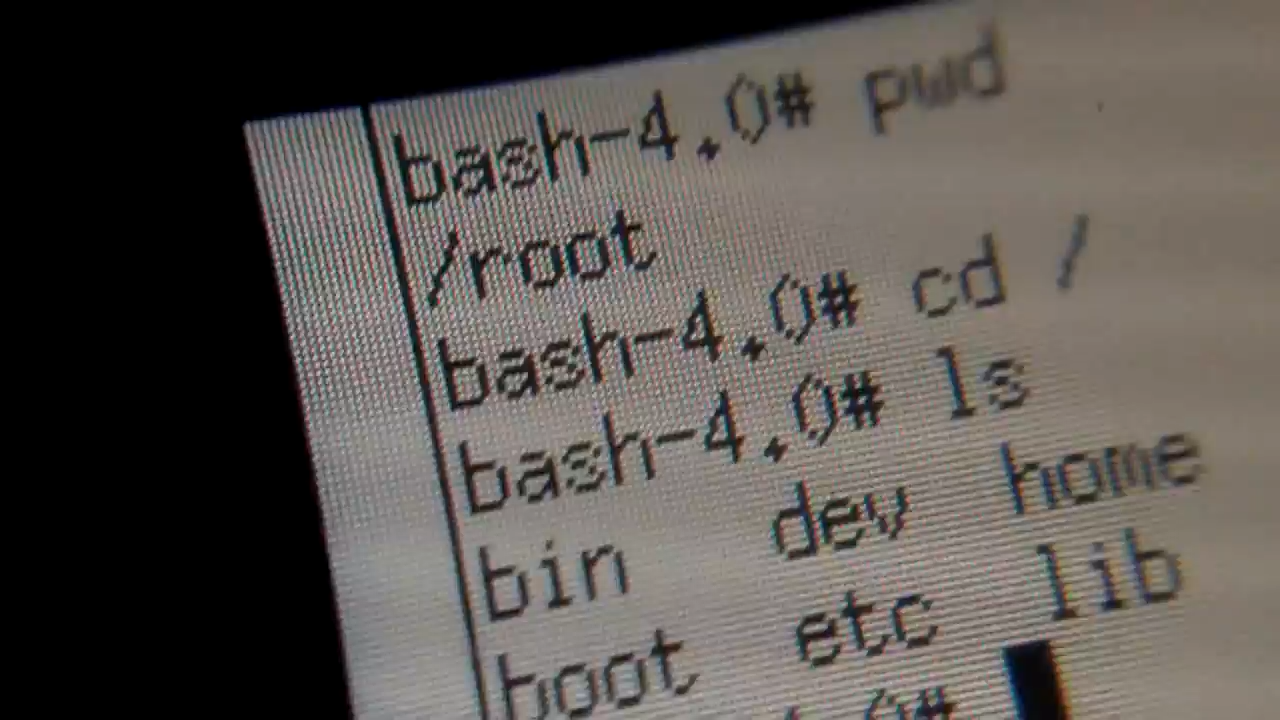 bash-4.0# pwd
/root
bash-4.0# cd /
bash-4.0# ls
bin dev home
boot etc lib
0#